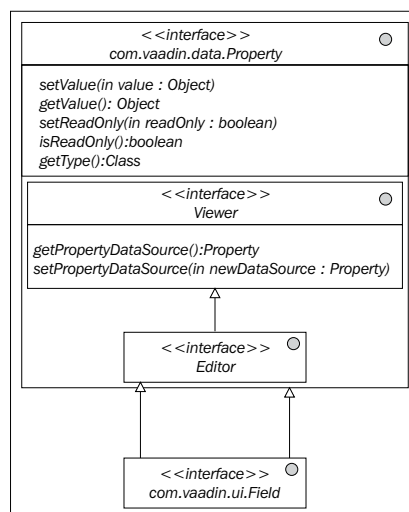 <<interface>>
com.vaadin.data.Property
setValue(in value : Object)
getValue(): Object
setReadOnly(in readOnly : boolean)
isReadOnly():boolean
getType():Class
<<interface>>
Viewer
getPropertyDataSource():Property
setPropertyDataSource(in newDataSource : Property)
<<interface>>
Editor
<<interface>>
com.vaadin.ui.Field